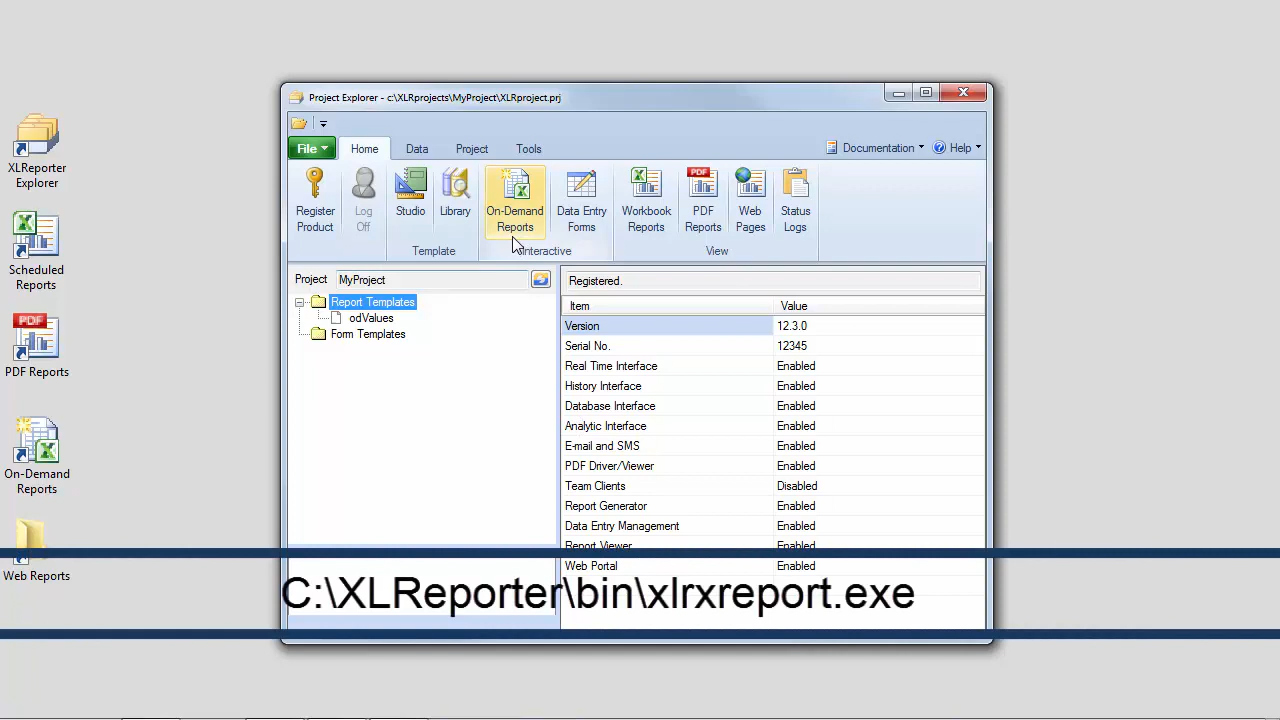 XLReporter
Explorer
Scheduled
Reports
PDF
PDF Reports
On-Demand
Reports
Web Reports
Project Explorer - c:\XLRprojects\MyProject\XLRproject.prj
File
Home
Data
Project
Tools
Documentation
Help
Register
Product
Log
Off
Studio
Library
On-Demand
Reports
Data Entry
Forms
Workbook
Reports
PDF
PDF
Reports
Web
Pages
Status
Logs
Template
Interactive
View
Project
MyProject
Report Templates
odValues
Form Templates
Registered.
Item Value
Version 12.3.0
Serial No. 12345
Real Time Interface Enabled
History Interface Enabled
Database Interface Enabled
Analytic Interface Enabled
E-mail and SMS Enabled
PDF Driver/Viewer Enabled
Team Clients Disabled
Report Generator Enabled
Data Entry Management Enabled
Report Viewer Enabled
Web Portal Enabled
C:\XLReporter\bin\xlrxreport.exe